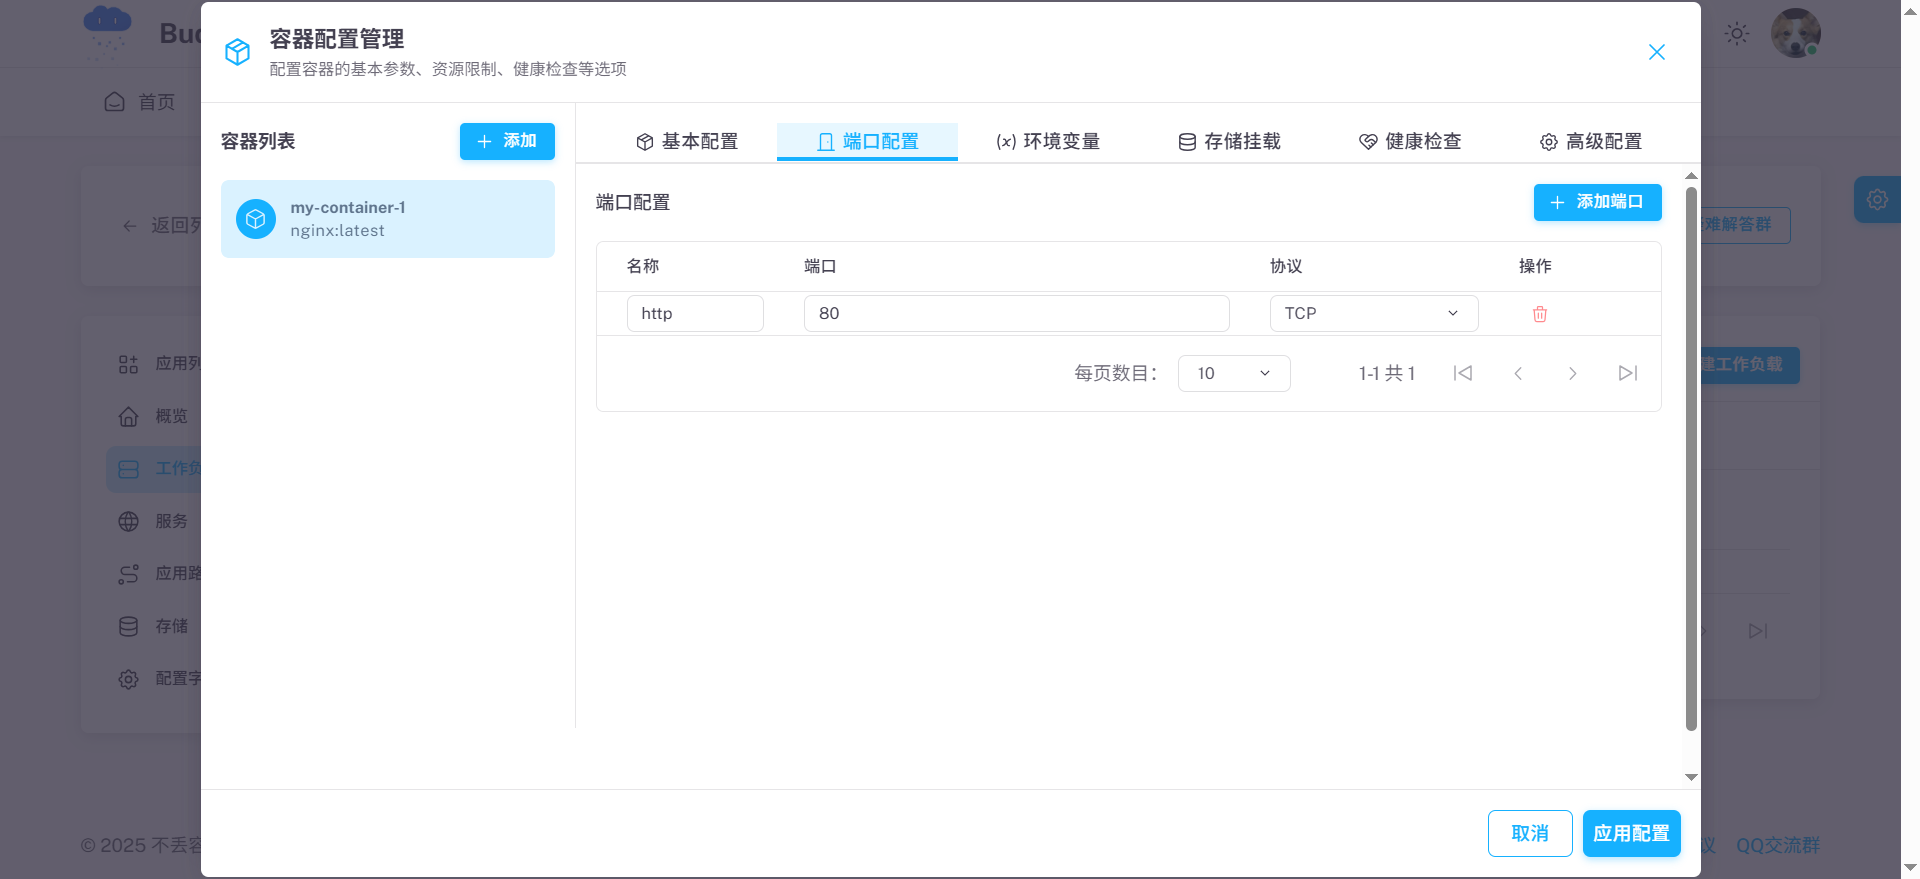 容器配置管理
配置容器的基本参数、资源限制、健康检查等选项
首页
容器列表
添加
my-container-1
nginx:latest
基本配置
端口配置
环境变量
存储挂载
健康检查
高级配置
端口配置
添加端口
名称 端口 协议 操作
http 80 TCP
每页数目： 10 1-1 共 1
返回列
难解答群
应用列
概览
工作负
服务
应用路
存储
配置字
建工作负载
取消
应用配置
© 2025 不丢容
议 QQ交流群